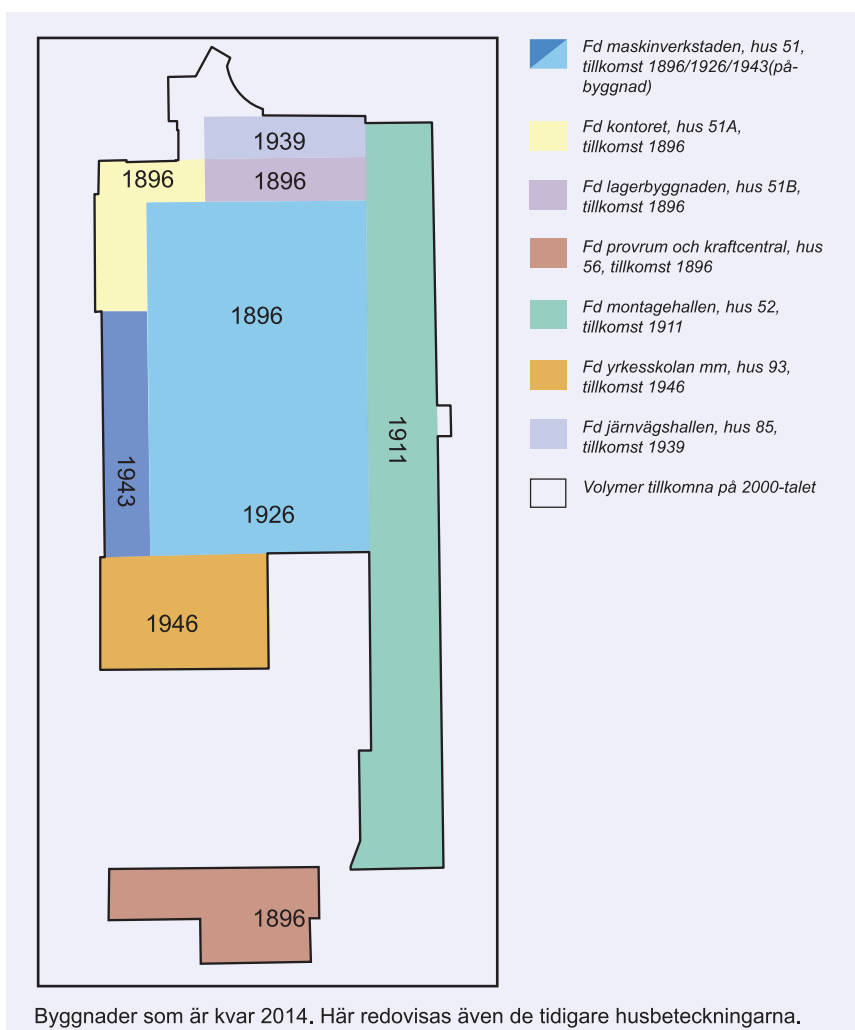 1939
1896
1896
1896
1911
1943
1926
1946
1896
Fd maskinverkstaden, hus 51,
tillkomst 1896/1926/1943(på-
byggnad)
Fd kontoret, hus 51A,
tillkomst 1896
Fd lagerbyggnaden, hus 51B,
tillkomst 1896
Fd provrum och kraftcentral, hus
56, tillkomst 1896
Fd montagehallen, hus 52,
tillkomst 1911
Fd yrkesskolan mm, hus 93,
tillkomst 1946
Fd järnvägshallen, hus 85,
tillkomst 1939
Volymer tillkomna på 2000-talet
Byggnader som är kvar 2014. Här redovisas även de tidigare husbeteckningarna.